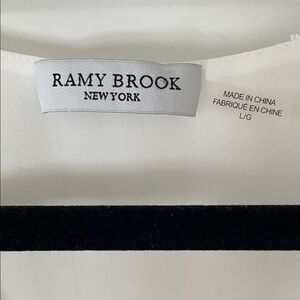 RAMY BROOK
NEW YORK
MADE IN CHINA
FABRIQUÉ EN CHINE
L/G